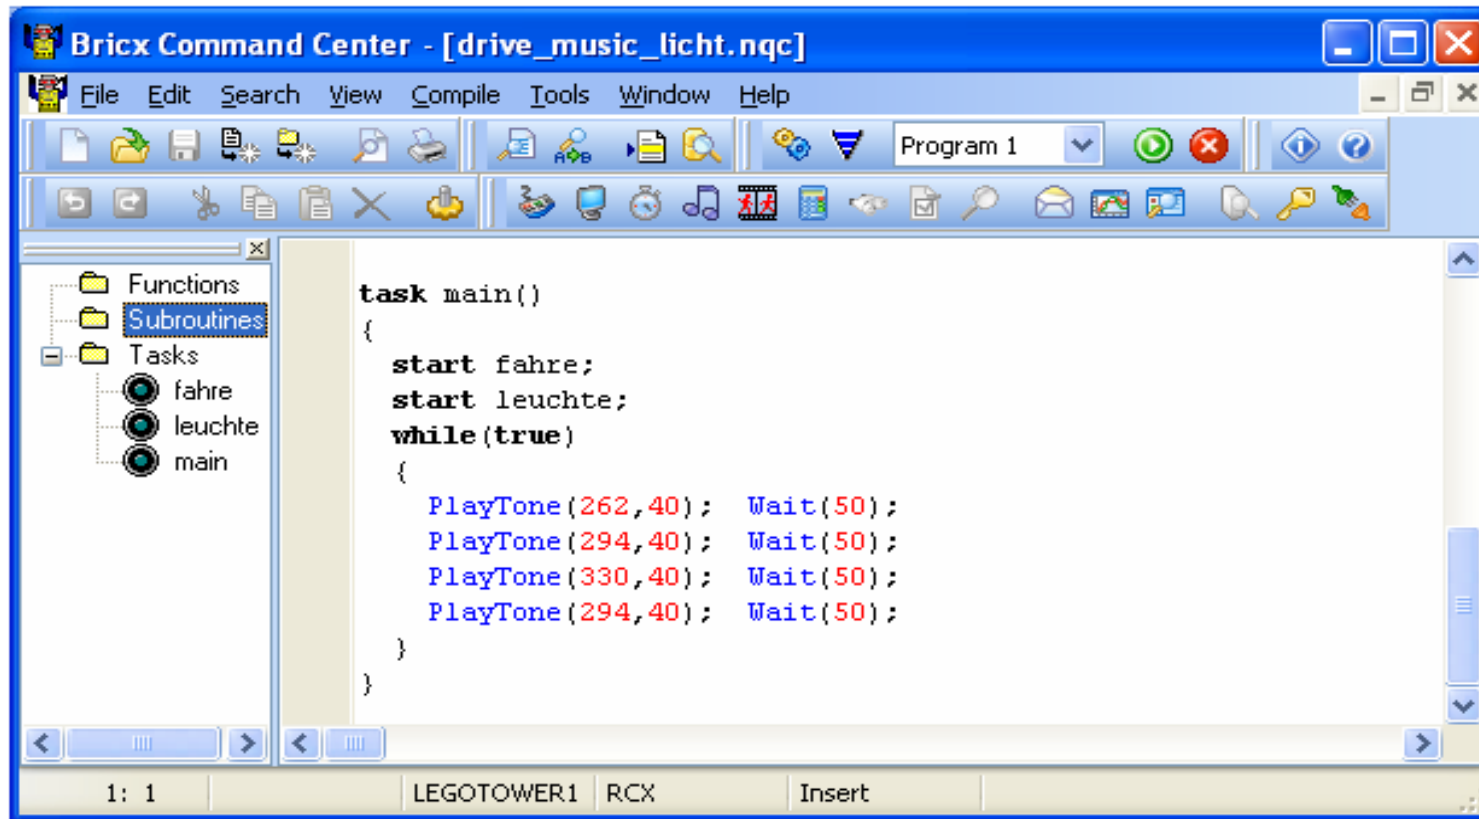 Bricx Command Center - [drive_music_licht.nqc]
File Edit Search View Compile Tools Window Help
Program 1
Functions
Subroutines
Tasks
fahre
leuchte
main
task main()
{
start fahre;
start leuchte;
while(true)
{
PlayTone(262,40); Wait(50);
PlayTone(294,40); Wait(50);
PlayTone(330,40); Wait(50);
PlayTone(294,40); Wait(50);
}
}
1: 1 LEGOTOWER1 RCX Insert